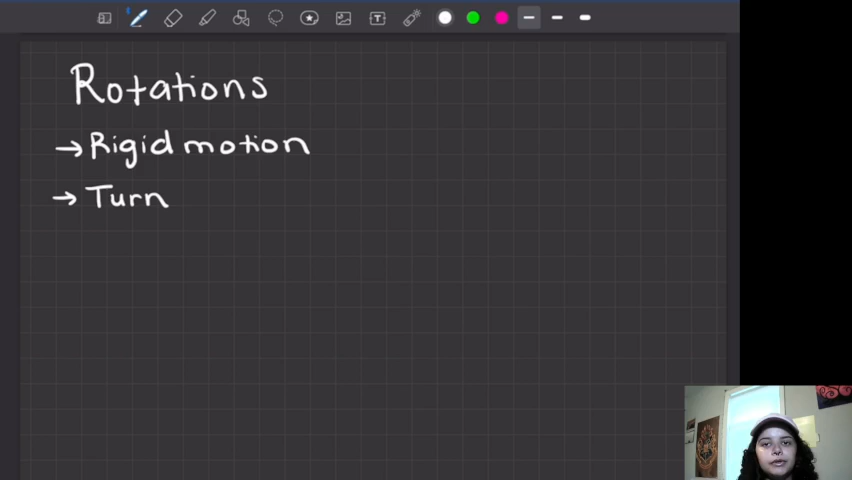 Rotations
→ Rigid motion
→ Turn